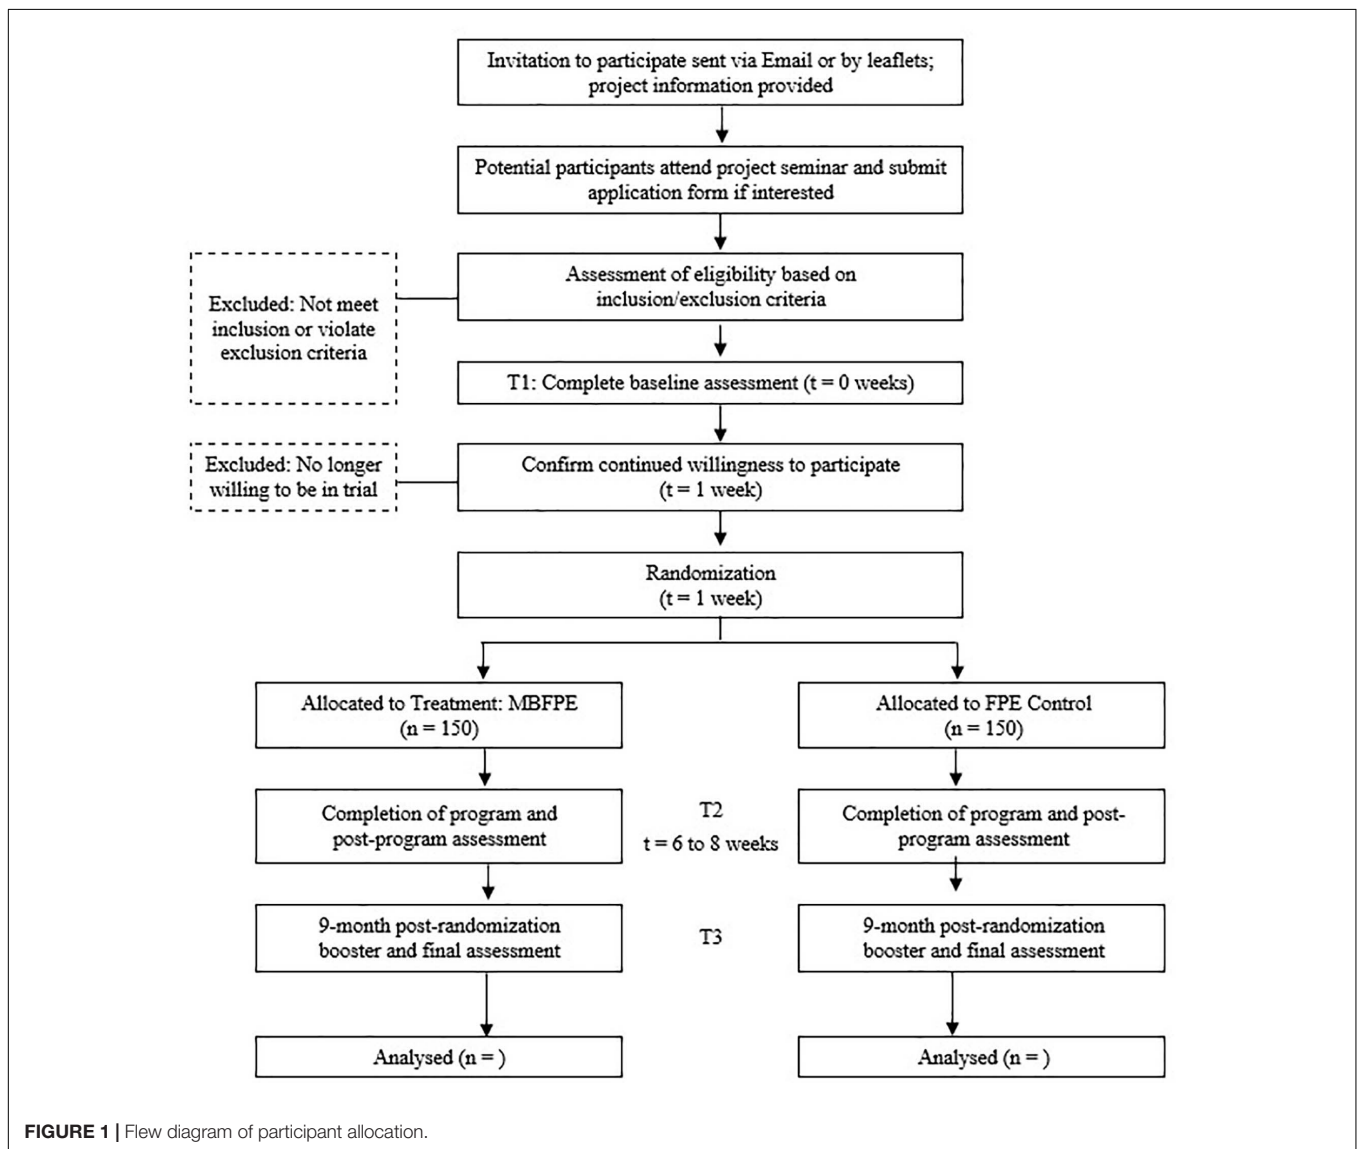 Invitation to participate sent via Email or by leaflets;
project information provided
Potential participants attend project seminar and submit
application form if interested
Assessment of eligibility based on
inclusion/exclusion criteria
Excluded: Not meet
inclusion or violate
exclusion criteria
T1: Complete baseline assessment (t = 0 weeks)
Confirm continued willingness to participate
(t = 1 week)
Excluded: No longer
willing to be in trial
Randomization
(t = 1 week)
Allocated to Treatment: MBFPE
(n = 150)
Allocated to FPE Control
(n = 150)
Completion of program and
post-program assessment
T2
t = 6 to 8 weeks
Completion of program and post-
program assessment
9-month post-randomization
booster and final assessment
T3
9-month post-randomization
booster and final assessment
Analysed (n = )
Analysed (n = )
FIGURE 1 | Flew diagram of participant allocation.